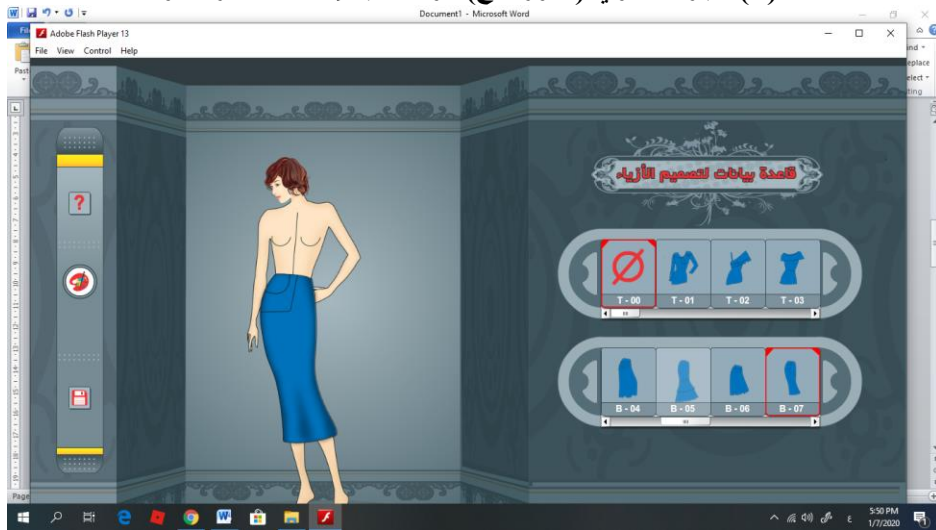 Document1 - Microsoft Word
Adobe Flash Player 13
File View Control Help
قاعدة بيانات لتصميم الأزياء
T - 00 T - 01 T - 02 T - 03
B - 04 B - 05 B - 06 B - 07
Page
5:50 PM
1/7/2020